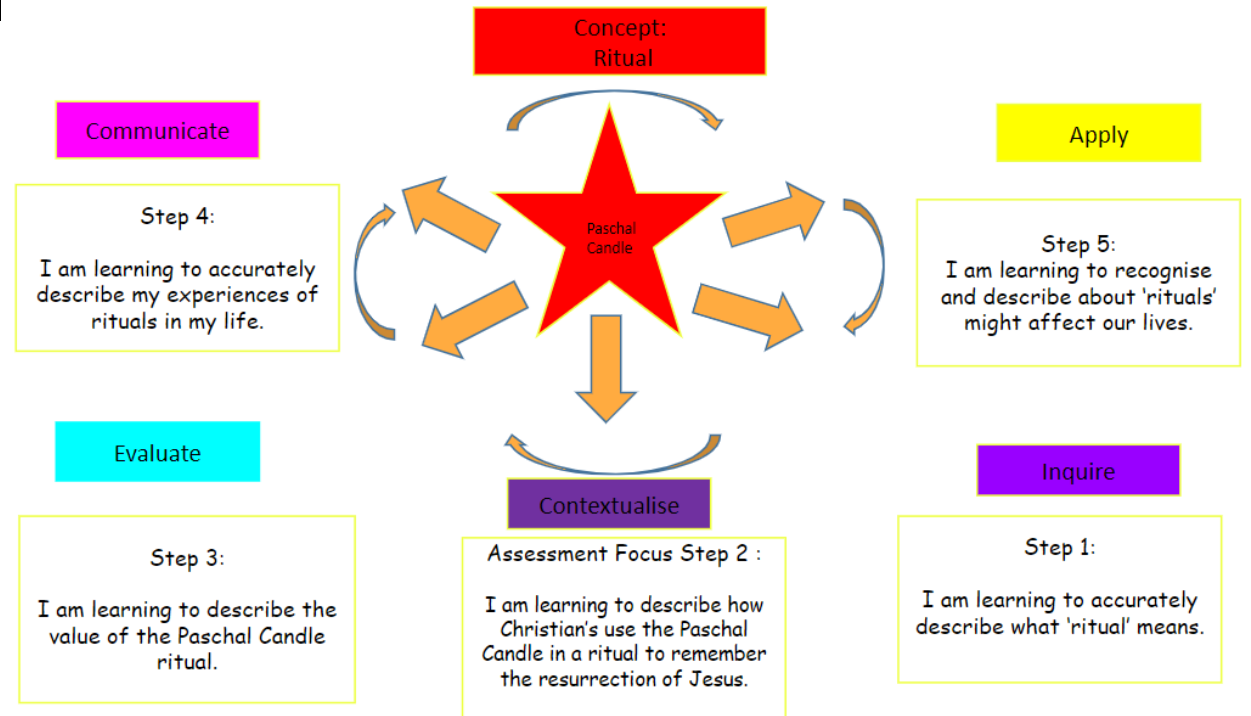 Concept:
Ritual
Communicate
Apply
Paschal
Candle
Step 4:
I am learning to accurately
describe my experiences of
rituals in my life.
Step 5:
I am learning to recognise
and describe about ‘rituals’
might affect our lives.
Evaluate
Contextualise
Inquire
Step 3:
I am learning to describe the
value of the Paschal Candle
ritual.
Assessment Focus Step 2 :
I am learning to describe how
Christian’s use the Paschal
Candle in a ritual to remember
the resurrection of Jesus.
Step 1:
I am learning to accurately
describe what ‘ritual’ means.